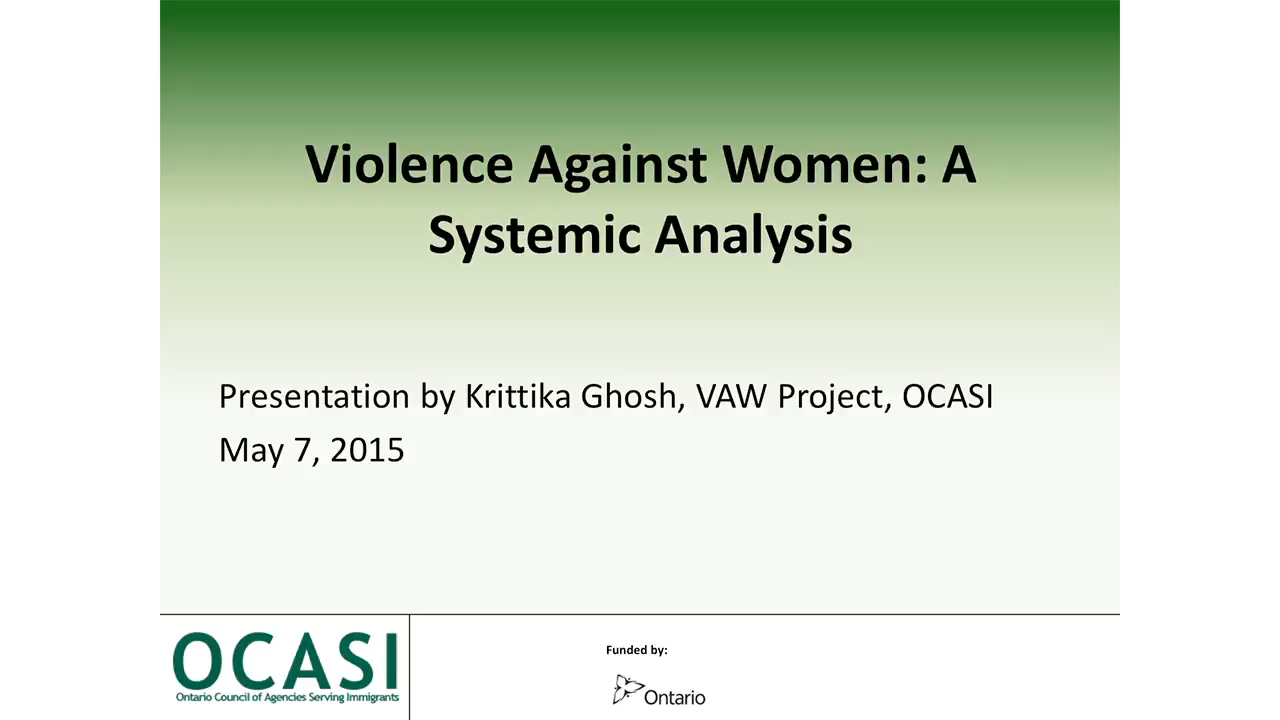 Violence Against Women: A
Systemic Analysis
Presentation by Krittika Ghosh, VAW Project, OCASI
May 7, 2015
OCASI
Ontario Council of Agencies Serving Immigrants
Funded by:
Ontario